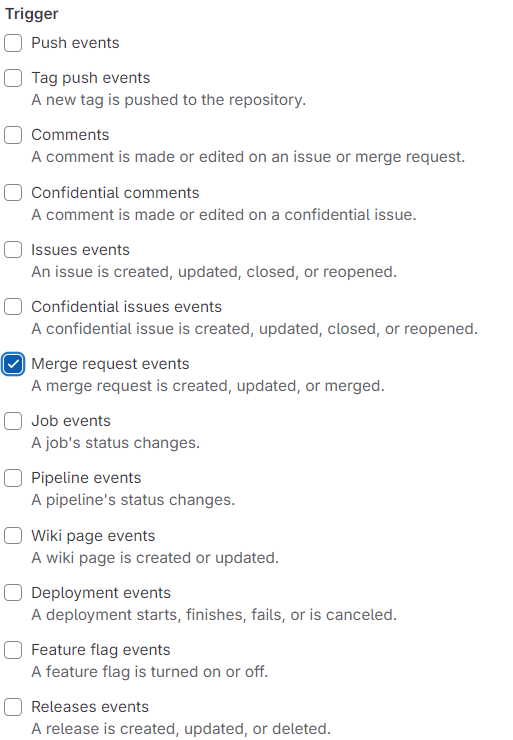 Trigger
Push events
Tag push events
A new tag is pushed to the repository.
Comments
A comment is made or edited on an issue or merge request.
Confidential comments
A comment is made or edited on a confidential issue.
Issues events
An issue is created, updated, closed, or reopened.
Confidential issues events
A confidential issue is created, updated, closed, or reopened.
Merge request events
A merge request is created, updated, or merged.
Job events
A job's status changes.
Pipeline events
A pipeline's status changes.
Wiki page events
A wiki page is created or updated.
Deployment events
A deployment starts, finishes, fails, or is canceled.
Feature flag events
A feature flag is turned on or off.
Releases events
A release is created, updated, or deleted.